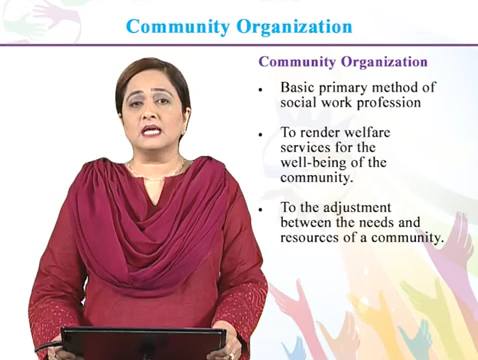 Community Organization
Community Organization
• Basic primary method of
social work profession
• To render welfare
services for the
well-being of the
community.
• To the adjustment
between the needs and
resources of a community.